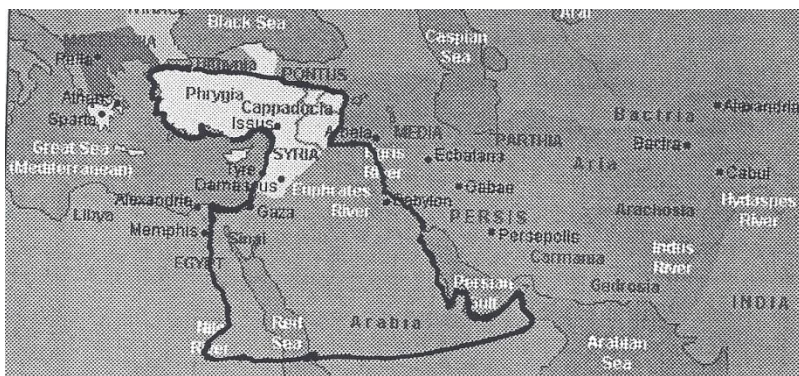 Black Sea
Aral
MACEDONIA
Pella
Caspian
Sea
PONTUS
Phrygia
Cappadocia
Athens
Issus
Sparta
Arbela
MEDIA
PARTHIA
Bactria
Alexandria
Great Sea
(Mediterranean)
SYRIA
Ecbatana
Aria
Bactra
Tyre
River
Damascus
Euphrates
River
Gabae
Cabul
Alexandria
Gaza
Babylon
Libya
PERSIS
Arachosia
Hydaspes
River
Memphis
Sinai
Persepolis
EGYPT
Carmania
Indus
River
Persian
Gulf
Gedrosia
Nile
River
Red
Sea
Arabia
INDIA
Arabian
Sea